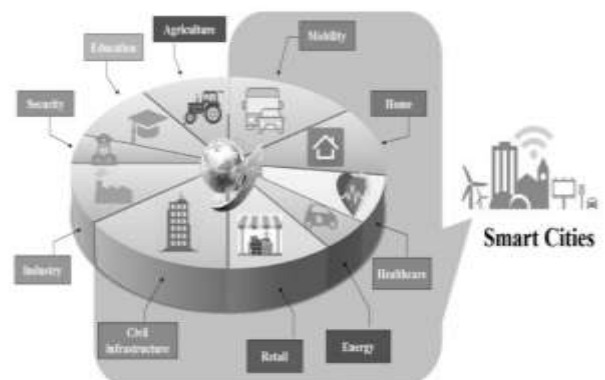 Agriculture
Mobility
Education
Security
Home
Smart Cities
Industry
Healthcare
Civil
infrastructure
Retail
Energy